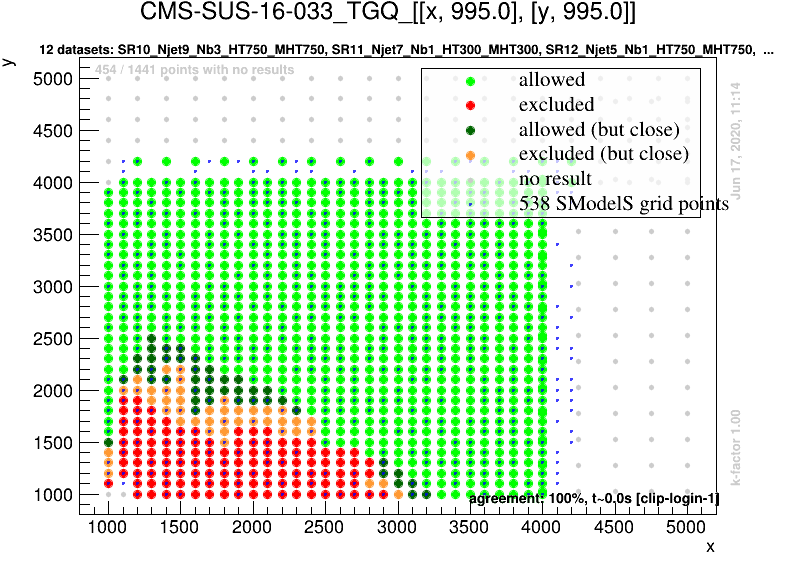 CMS-SUS-16-033_TGQ_[[x, 995.0], [y, 995.0]]
12 datasets: SR10_Njet9_Nb3_HT750_MHT750, SR11_Njet7_Nb1_HT300_MHT300, SR12_Njet5_Nb1_HT750_MHT750, ...
y
454 / 1441 points with no results
allowed
excluded
allowed (but close)
excluded (but close)
no result
538 SModelS grid points
5000
4500
4000
3500
3000
2500
2000
1500
1000
Jun 17, 2020, 11:14
k-factor 1.00
agreement: 100%, t~0.0s [clip-login-1]
1000 1500 2000 2500 3000 3500 4000 4500 5000
x